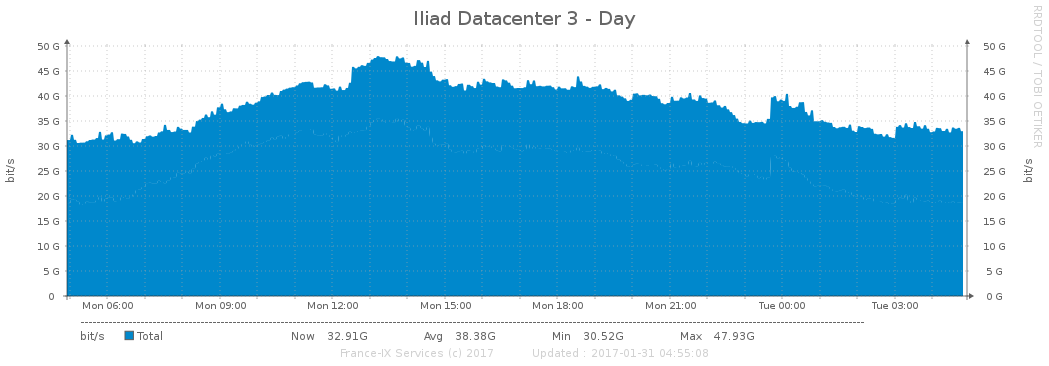 Iliad Datacenter 3 - Day
RRDTOOL / TOBI OETIKER
50 G 50 G
45 G 45 G
40 G 40 G
35 G 35 G
30 G 30 G
25 G 25 G
20 G 20 G
15 G 15 G
10 G 10 G
5 G 5 G
0 0 G
bit/s bit/s
Mon 06:00 Mon 09:00 Mon 12:00 Mon 15:00 Mon 18:00 Mon 21:00 Tue 00:00 Tue 03:00
bit/s Total Now 32.91G Avg 38.38G Min 30.52G Max 47.93G
France-IX Services (c) 2017 Updated : 2017-01-31 04:55:08